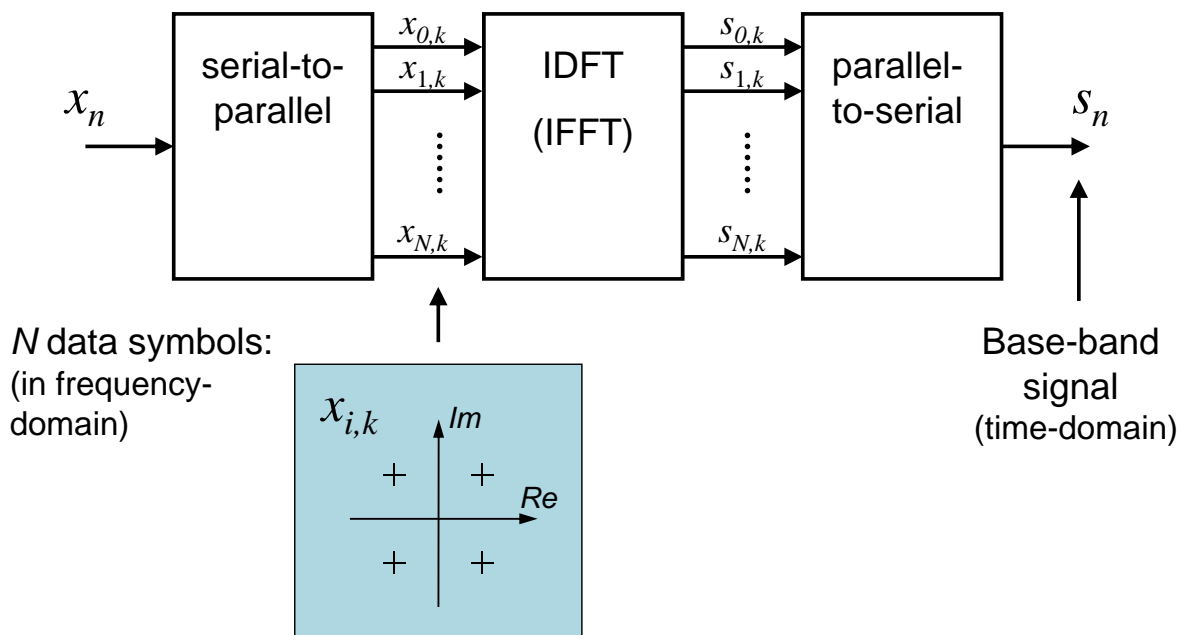 x_n
serial-to-
parallel
x_{0,k}
x_{1,k}
x_{N,k}
IDFT
(IFFT)
s_{0,k}
s_{1,k}
s_{N,k}
parallel-
to-serial
s_n
N data symbols:
(in frequency-
domain)
x_{i,k}
Im
Re
Base-band
signal
(time-domain)